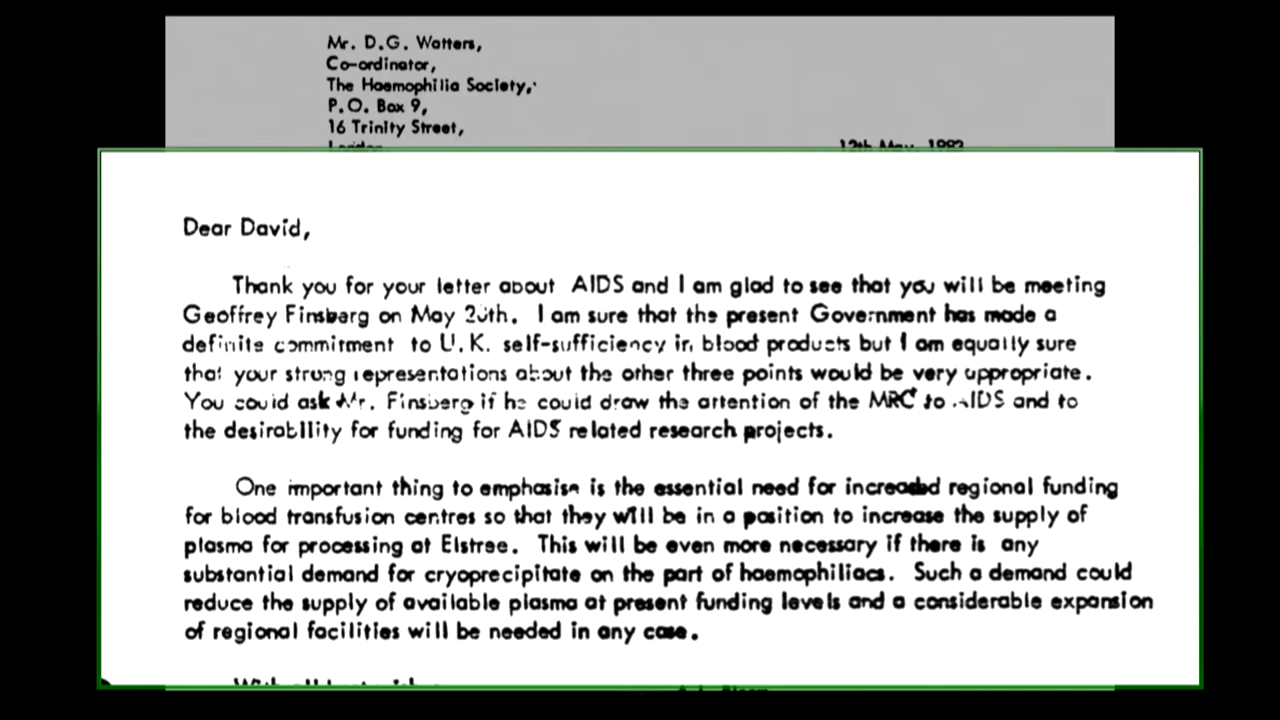 Mr. D.G. Watters,
Co-ordinator,
The Haemophilia Society,
P.O. Box 9,
16 Trinity Street,
London
12th May, 1983
Dear David,
Thank you for your letter about AIDS and I am glad to see that you will be meeting
Geoffrey Finsberg on May 20th. I am sure that the present Government has made a
definite commitment to U.K. self-sufficiency in blood products but I am equally sure
that your strong representations about the other three points would be very appropriate.
You could ask Mr. Finsberg if he could draw the attention of the MRC to AIDS and to
the desirability for funding for AIDS related research projects.
One important thing to emphasise is the essential need for increased regional funding
for blood transfusion centres so that they will be in a position to increase the supply of
plasma for processing at Elstree. This will be even more necessary if there is any
substantial demand for cryoprecipitate on the part of haemophiliacs. Such a demand could
reduce the supply of available plasma at present funding levels and a considerable expansion
of regional facilities will be needed in any case.